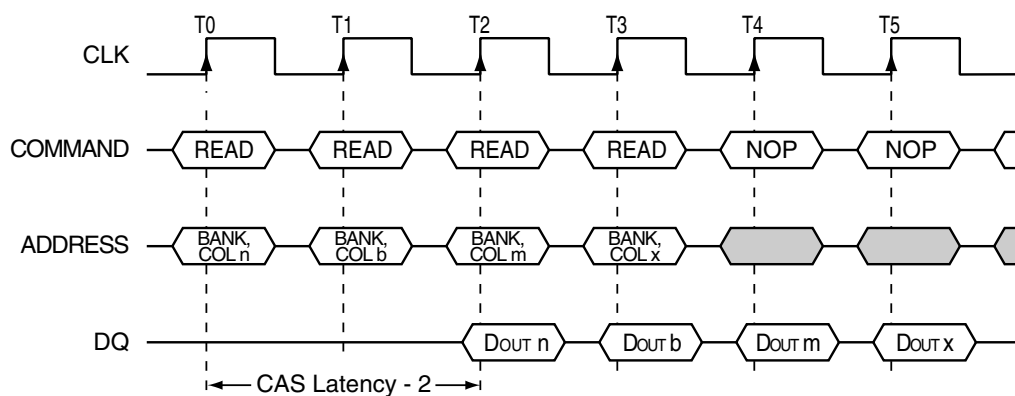 T0 T1 T2 T3 T4 T5
CLK
COMMAND READ READ READ READ NOP NOP
ADDRESS BANK, COL n BANK, COL b BANK, COL m BANK, COL x
DQ DOUT n DOUT b DOUT m DOUT x
CAS Latency - 2